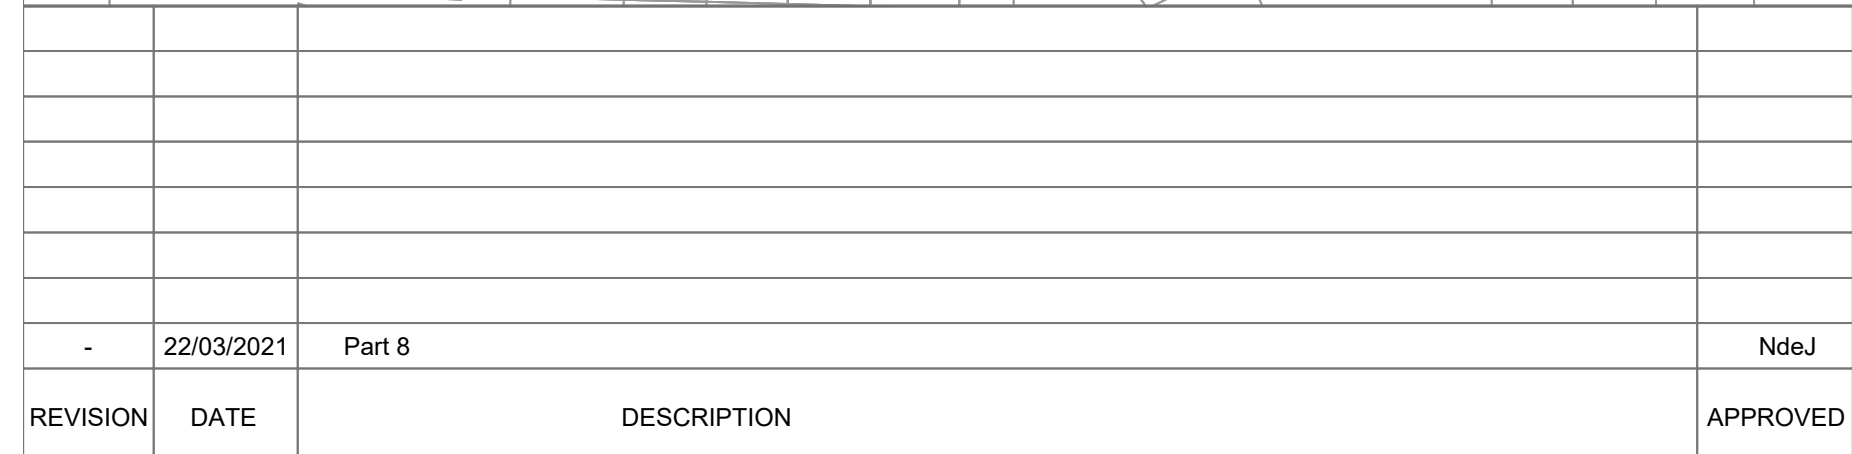 - 22/03/2021 Part 8 NdeJ
REVISION DATE DESCRIPTION APPROVED